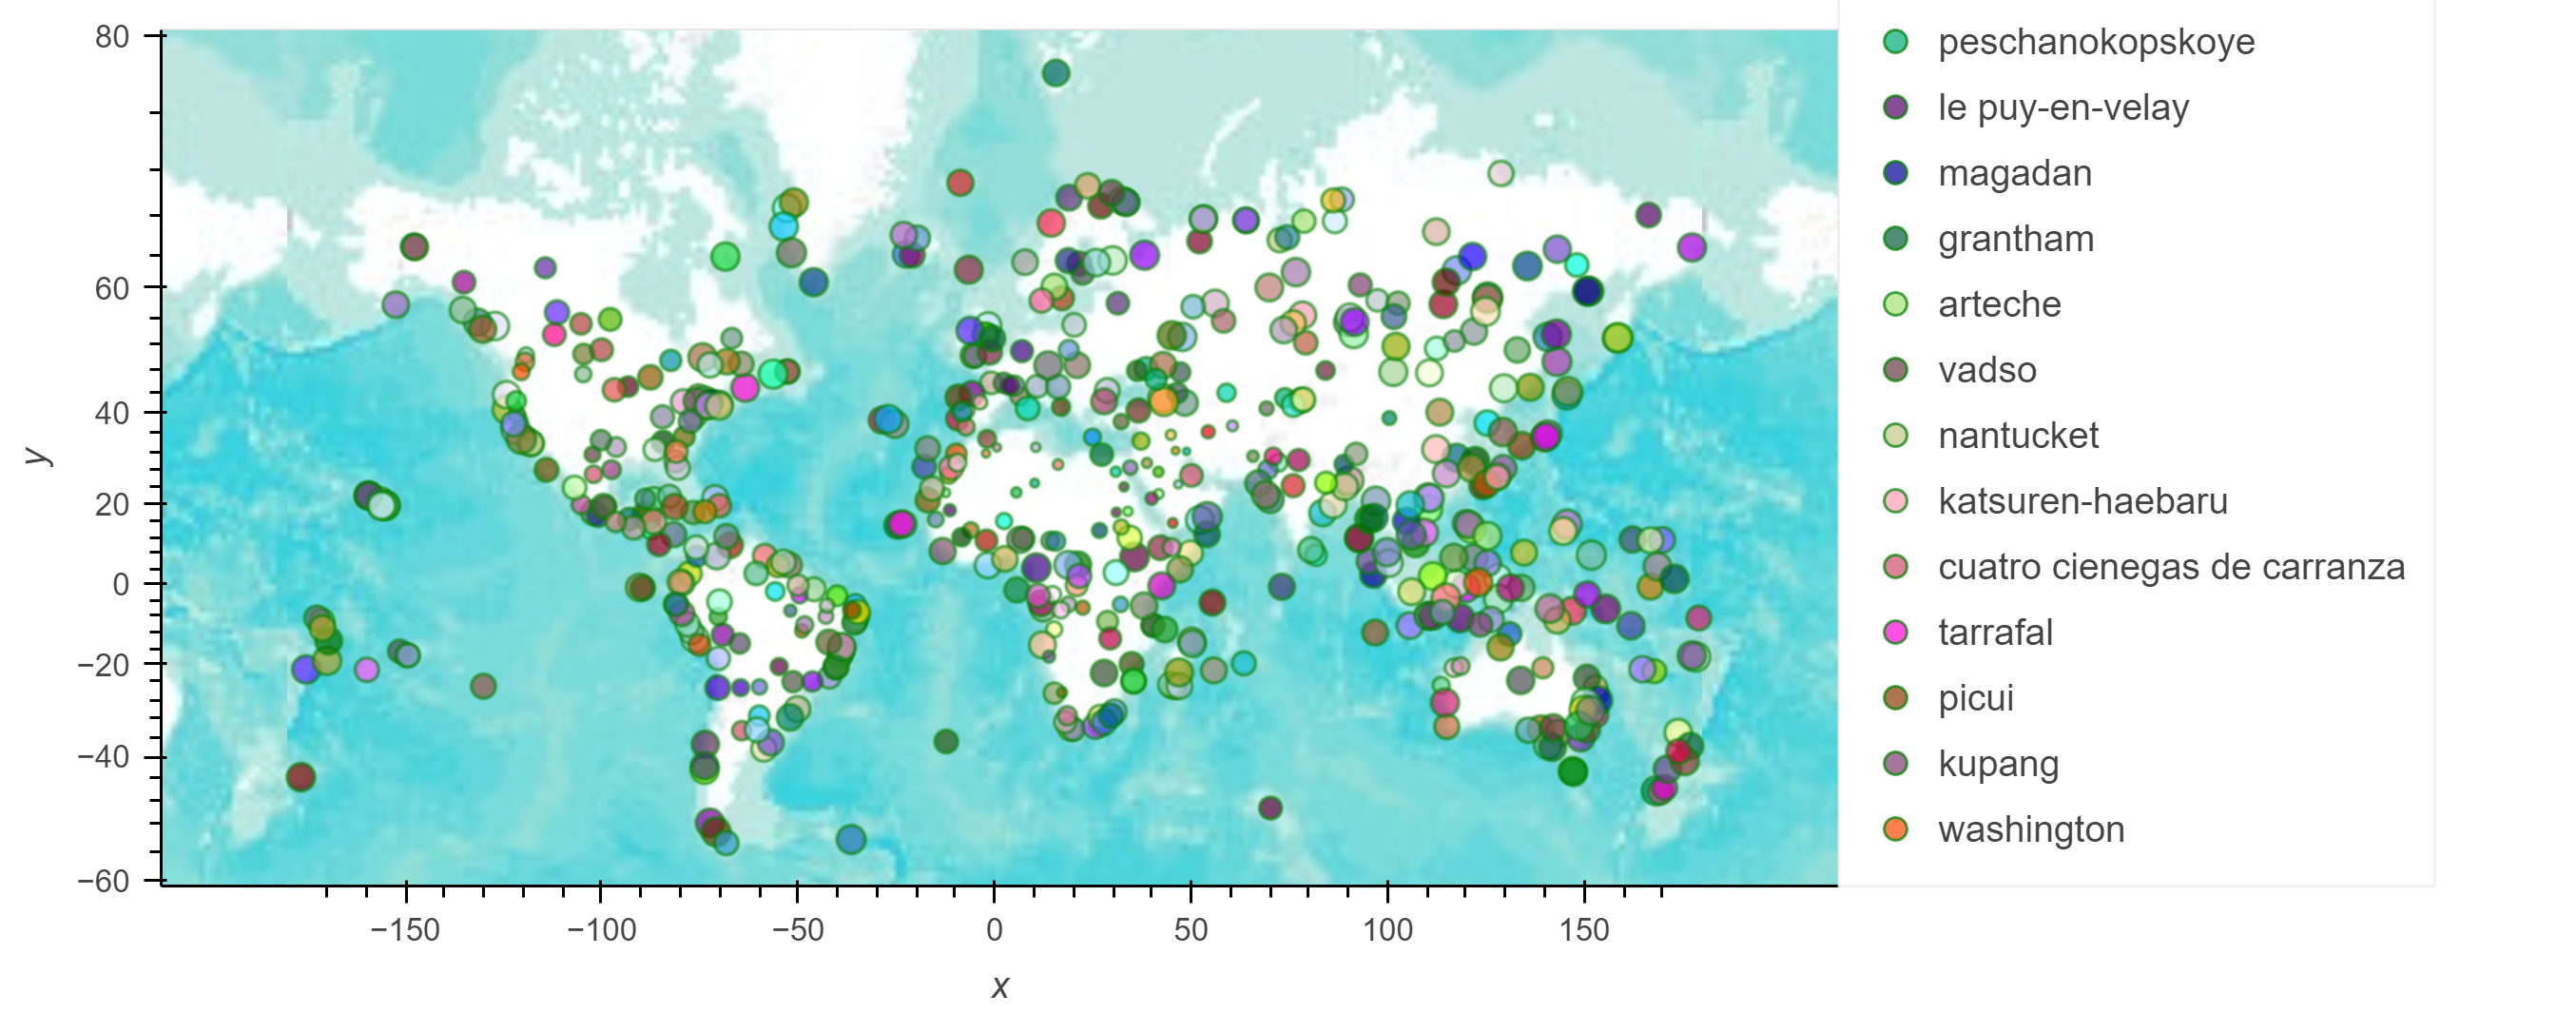 80
60
40
20
0
−20
−40
−60
y
−150 −100 −50 0 50 100 150
x
peschanokopskoye
le puy-en-velay
magadan
grantham
arteche
vadso
nantucket
katsuren-haebaru
cuatro cienegas de carranza
tarrafal
picui
kupang
washington